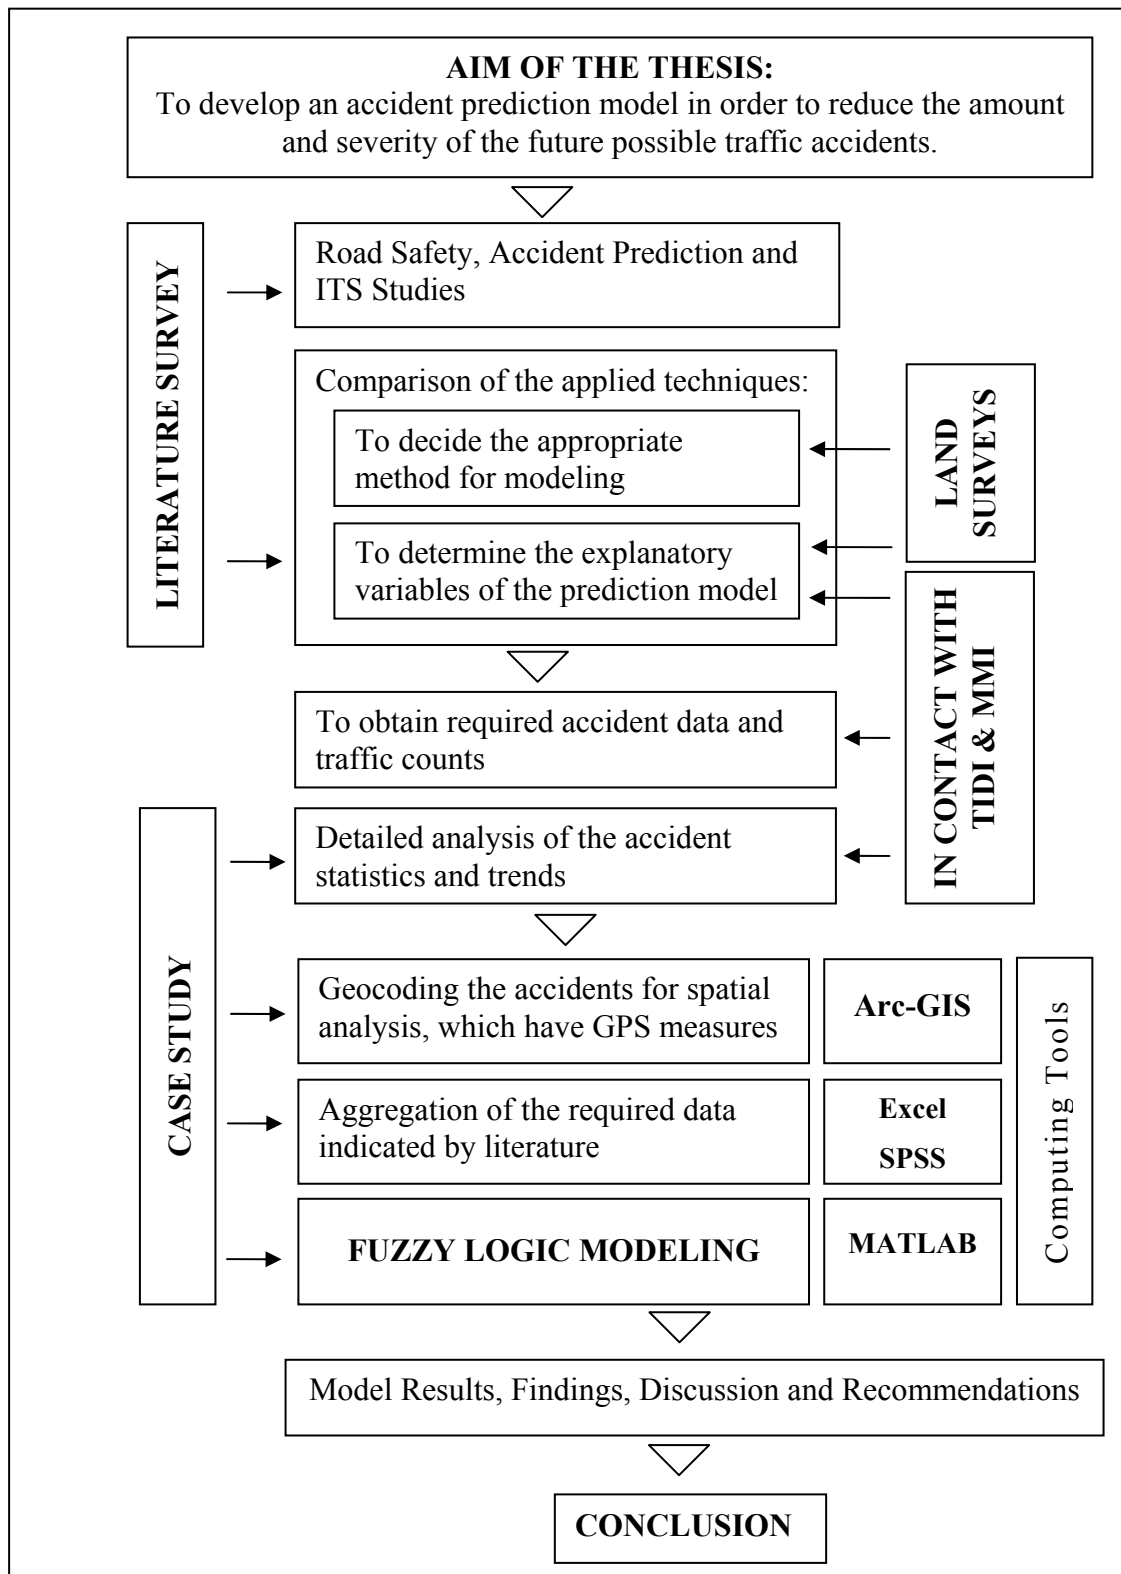 AIM OF THE THESIS:
To develop an accident prediction model in order to reduce the amount
and severity of the future possible traffic accidents.
LITERATURE SURVEY
Road Safety, Accident Prediction and
ITS Studies
Comparison of the applied techniques:
To decide the appropriate
method for modeling
To determine the explanatory
variables of the prediction model
LAND
SURVEYS
IN CONTACT WITH
TIDI & MMI
To obtain required accident data and
traffic counts
CASE STUDY
Detailed analysis of the accident
statistics and trends
Geocoding the accidents for spatial
analysis, which have GPS measures
Arc-GIS
Aggregation of the required data
indicated by literature
Excel
SPSS
FUZZY LOGIC MODELING
MATLAB
Computing Tools
Model Results, Findings, Discussion and Recommendations
CONCLUSION